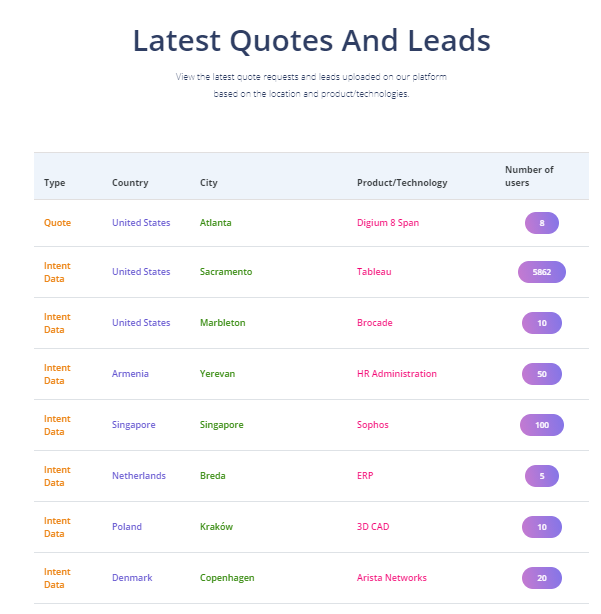 Latest Quotes And Leads
View the latest quote requests and leads uploaded on our platform
based on the location and product/technologies.
Type Country City Product/Technology Number of users
Quote United States Atlanta Digium 8 Span 8
Intent Data United States Sacramento Tableau 5862
Intent Data United States Marbleton Brocade 10
Intent Data Armenia Yerevan HR Administration 50
Intent Data Singapore Singapore Sophos 100
Intent Data Netherlands Breda ERP 5
Intent Data Poland Kraków 3D CAD 10
Intent Data Denmark Copenhagen Arista Networks 20